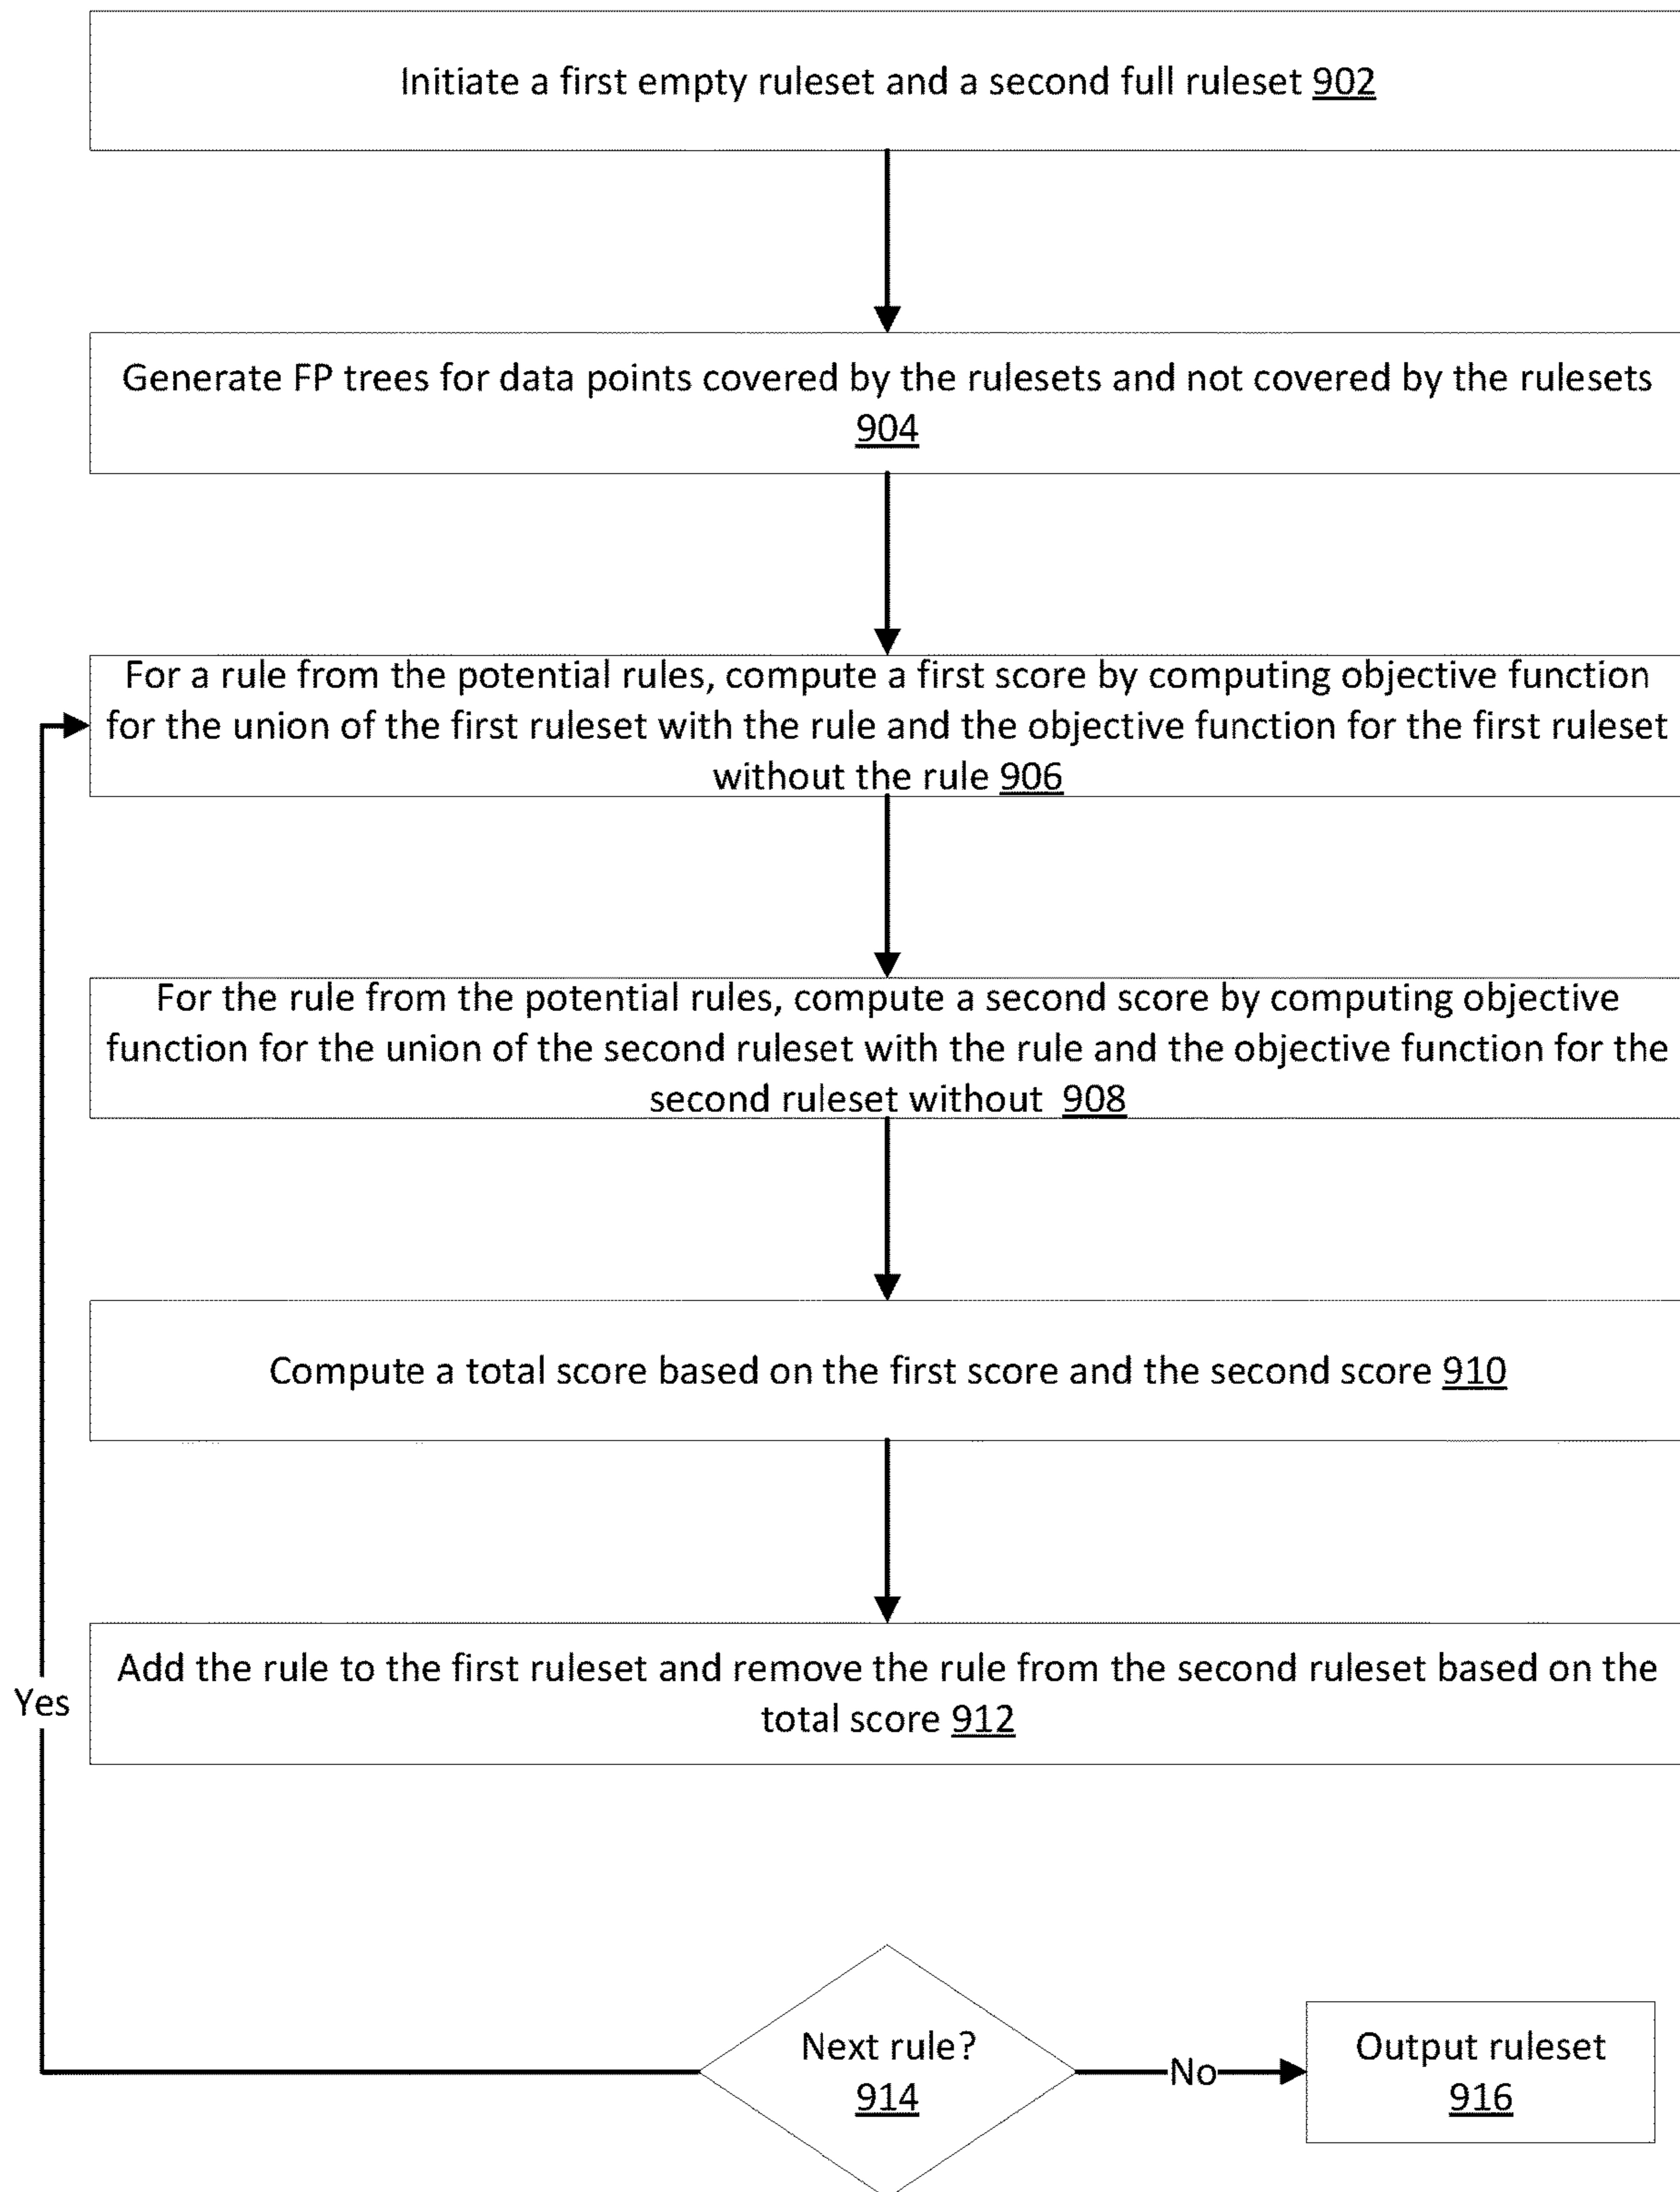 Initiate a first empty ruleset and a second full ruleset 902
Generate FP trees for data points covered by the rulesets and not covered by the rulesets
904
For a rule from the potential rules, compute a first score by computing objective function
for the union of the first ruleset with the rule and the objective function for the first ruleset
without the rule 906
For the rule from the potential rules, compute a second score by computing objective
function for the union of the second ruleset with the rule and the objective function for the
second ruleset without 908
Compute a total score based on the first score and the second score 910
Add the rule to the first ruleset and remove the rule from the second ruleset based on the
total score 912
Yes
Next rule?
914
No
Output ruleset
916